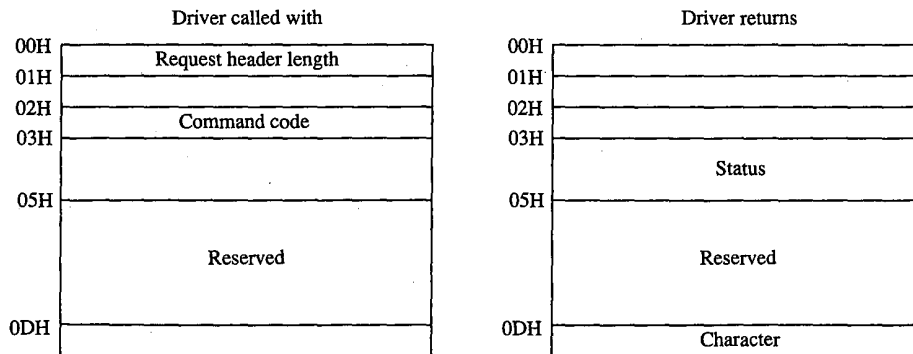 Driver called with
00H
Request header length
01H
02H
Command code
03H
05H
Reserved
0DH
Driver returns
00H
01H
02H
03H
Status
05H
Reserved
0DH
Character